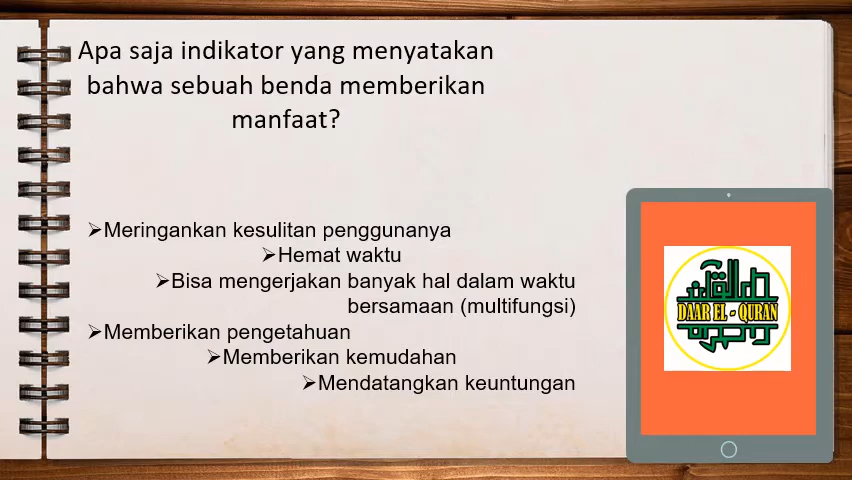 Apa saja indikator yang menyatakan
bahwa sebuah benda memberikan
manfaat?
➢Meringankan kesulitan penggunanya
➢Hemat waktu
➢Bisa mengerjakan banyak hal dalam waktu
bersamaan (multifungsi)
➢Memberikan pengetahuan
➢Memberikan kemudahan
➢Mendatangkan keuntungan
DAAR EL - QURAN